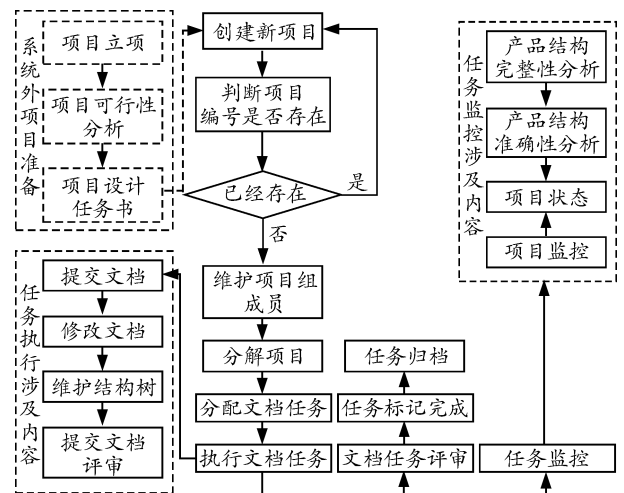 系统外项目准备
项目立项
项目可行性
分析
项目设计
任务书
创建新项目
判断项目
编号是否存在
已经存在
是
否
维护项目组
成员
分解项目
分配文档任务
执行文档任务
任务执行涉及内容
提交文档
修改文档
维护结构树
提交文档
评审
任务归档
任务标记完成
文档任务评审
任务监控涉及内容
产品结构
完整性分析
产品结构
准确性分析
项目状态
项目监控
任务监控